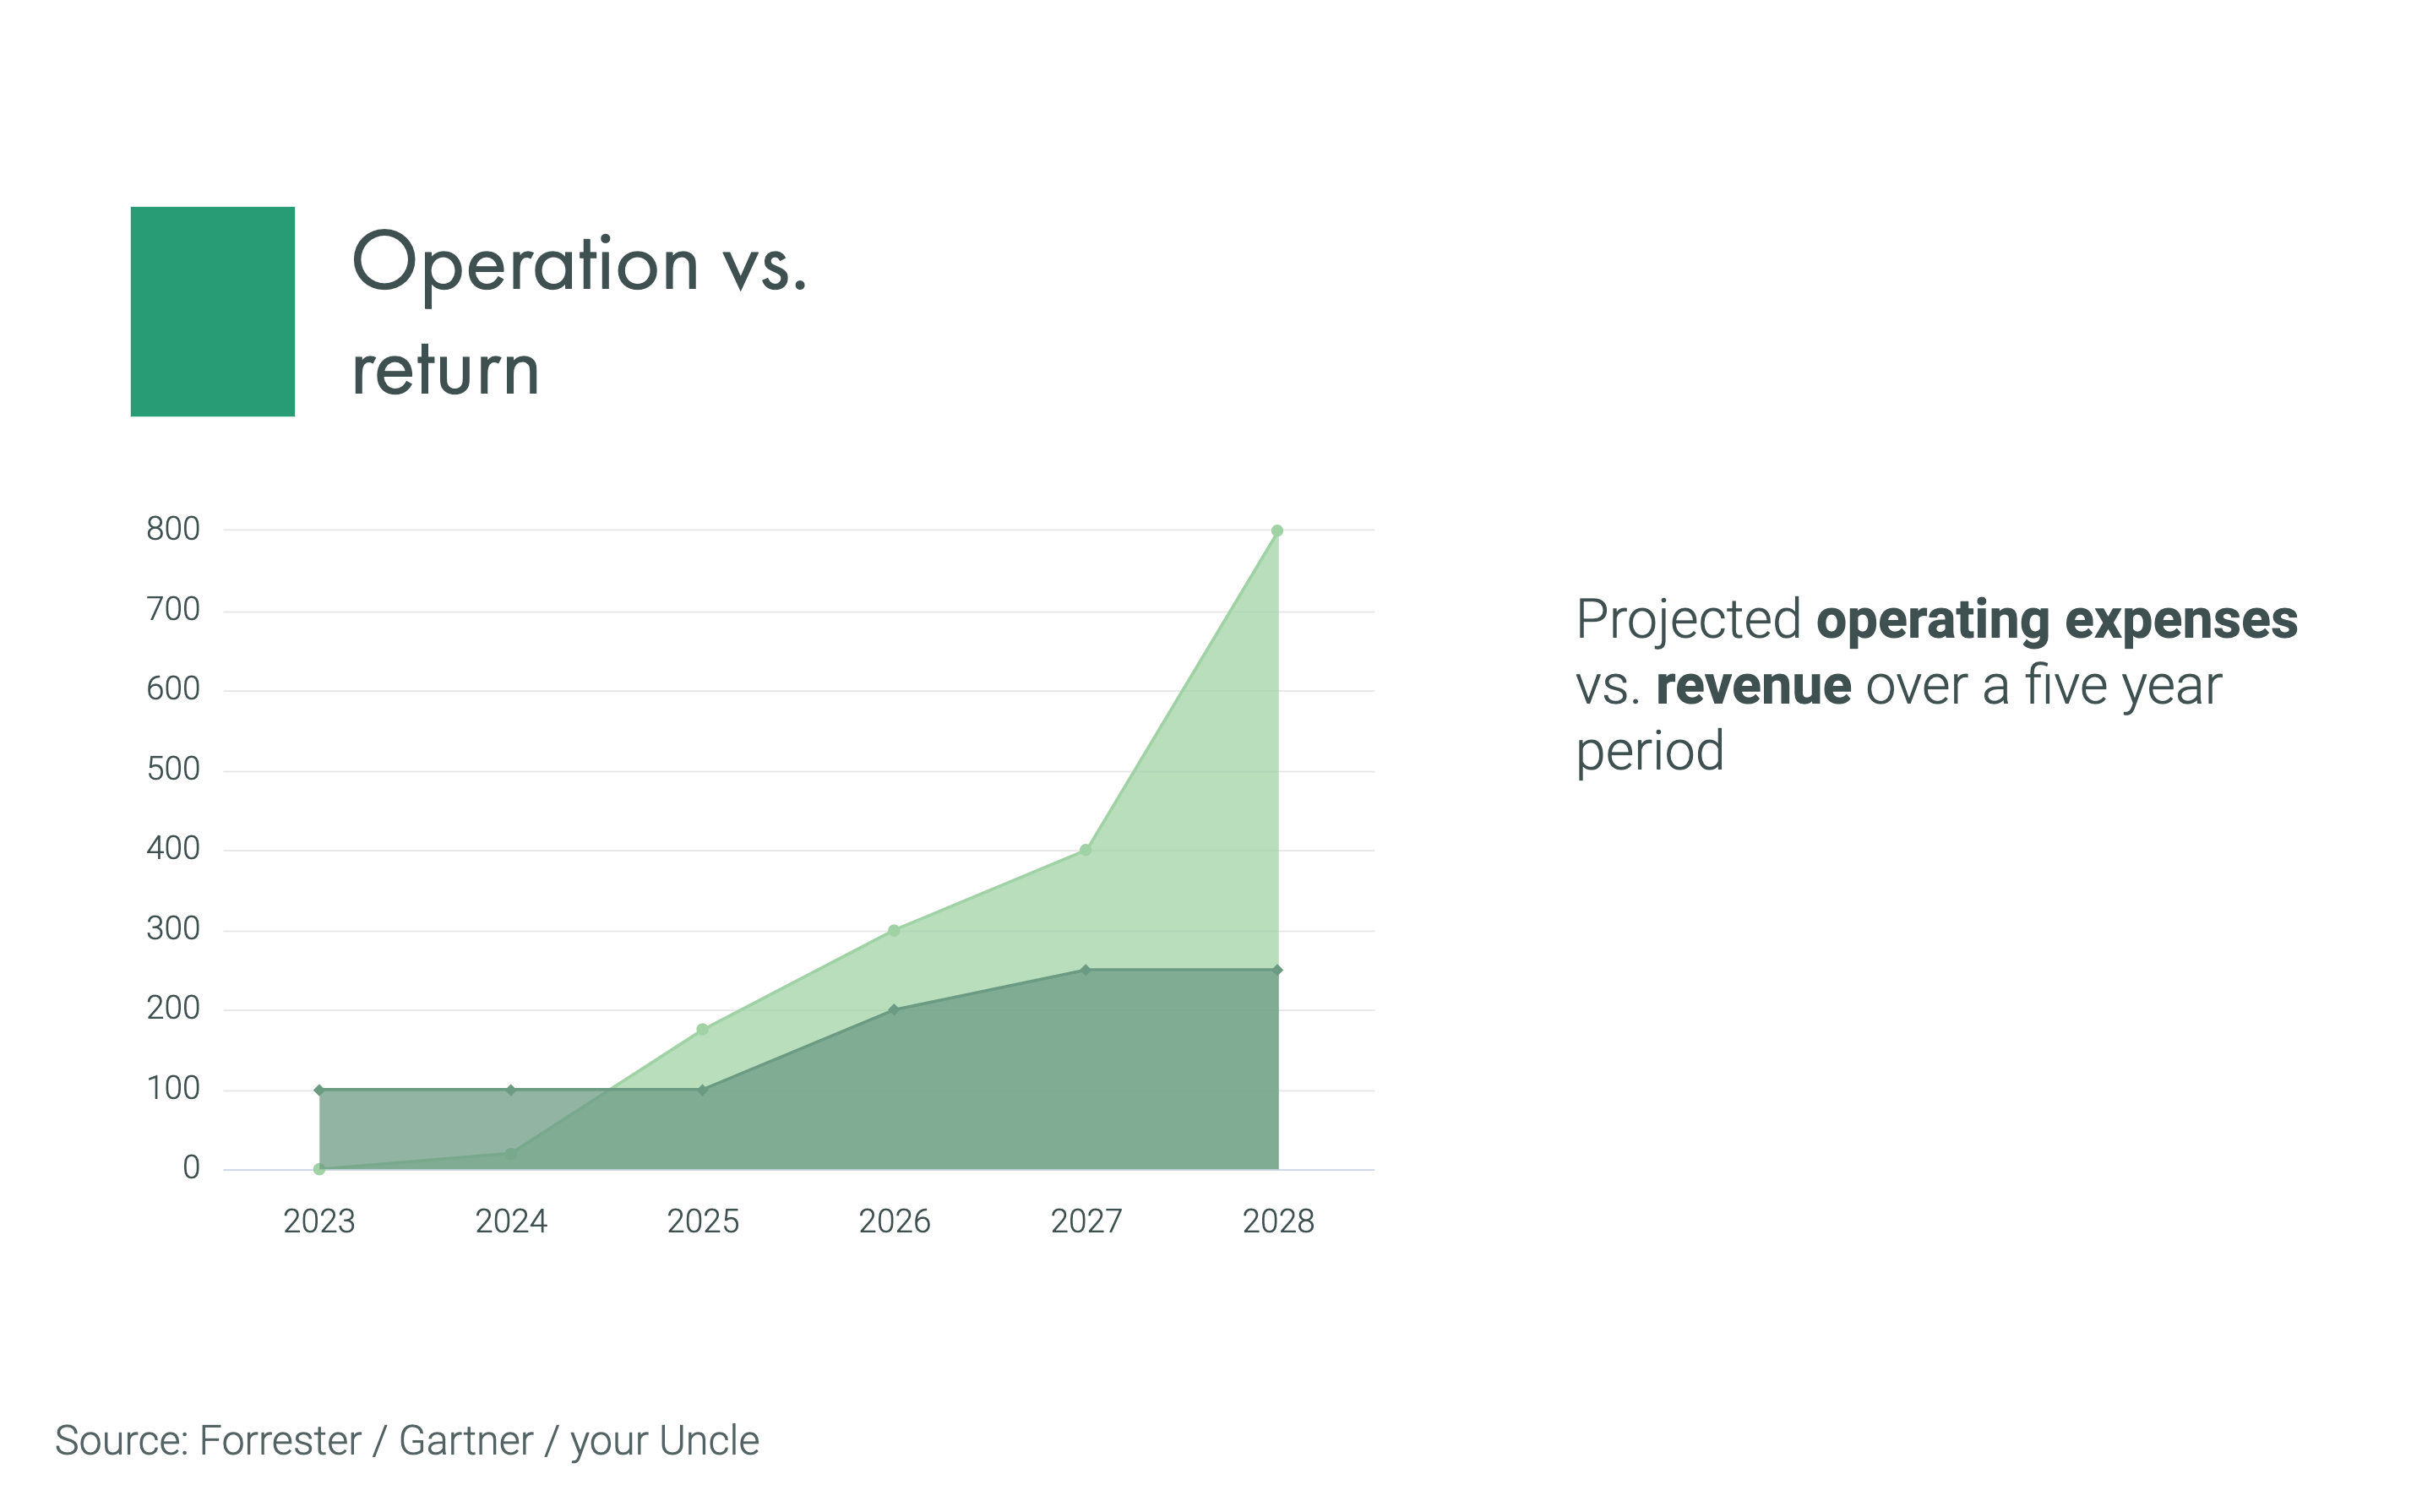 Operation vs.
return
800
700
600
500
400
300
200
100
0
2023 2024 2025 2026 2027 2028
Projected operating expenses
vs. revenue over a five year
period
Source: Forrester / Gartner / your Uncle